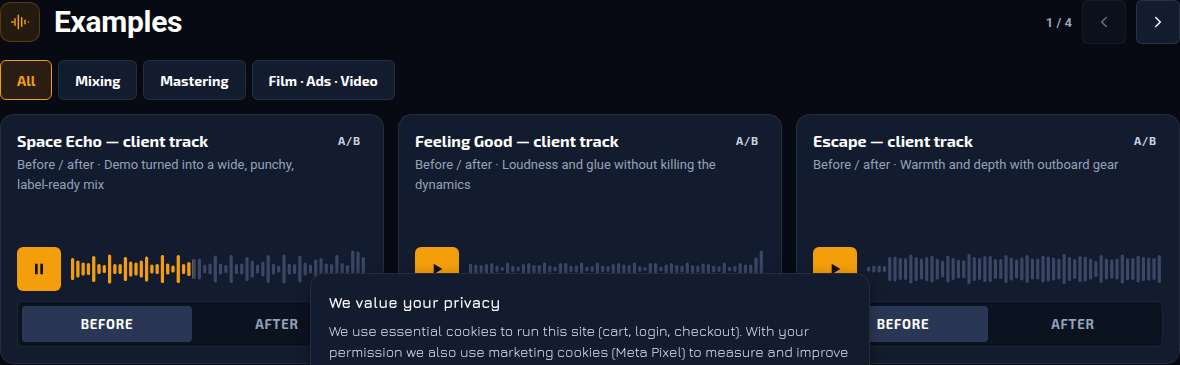 Examples
1 / 4
All
Mixing
Mastering
Film · Ads · Video
Space Echo — client track
A/B
Before / after · Demo turned into a wide, punchy,
label-ready mix
BEFORE
AFTER
Feeling Good — client track
A/B
Before / after · Loudness and glue without killing the
dynamics
Escape — client track
A/B
Before / after · Warmth and depth with outboard gear
BEFORE
AFTER
We value your privacy
We use essential cookies to run this site (cart, login, checkout). With your
permission we also use marketing cookies (Meta Pixel) to measure and improve